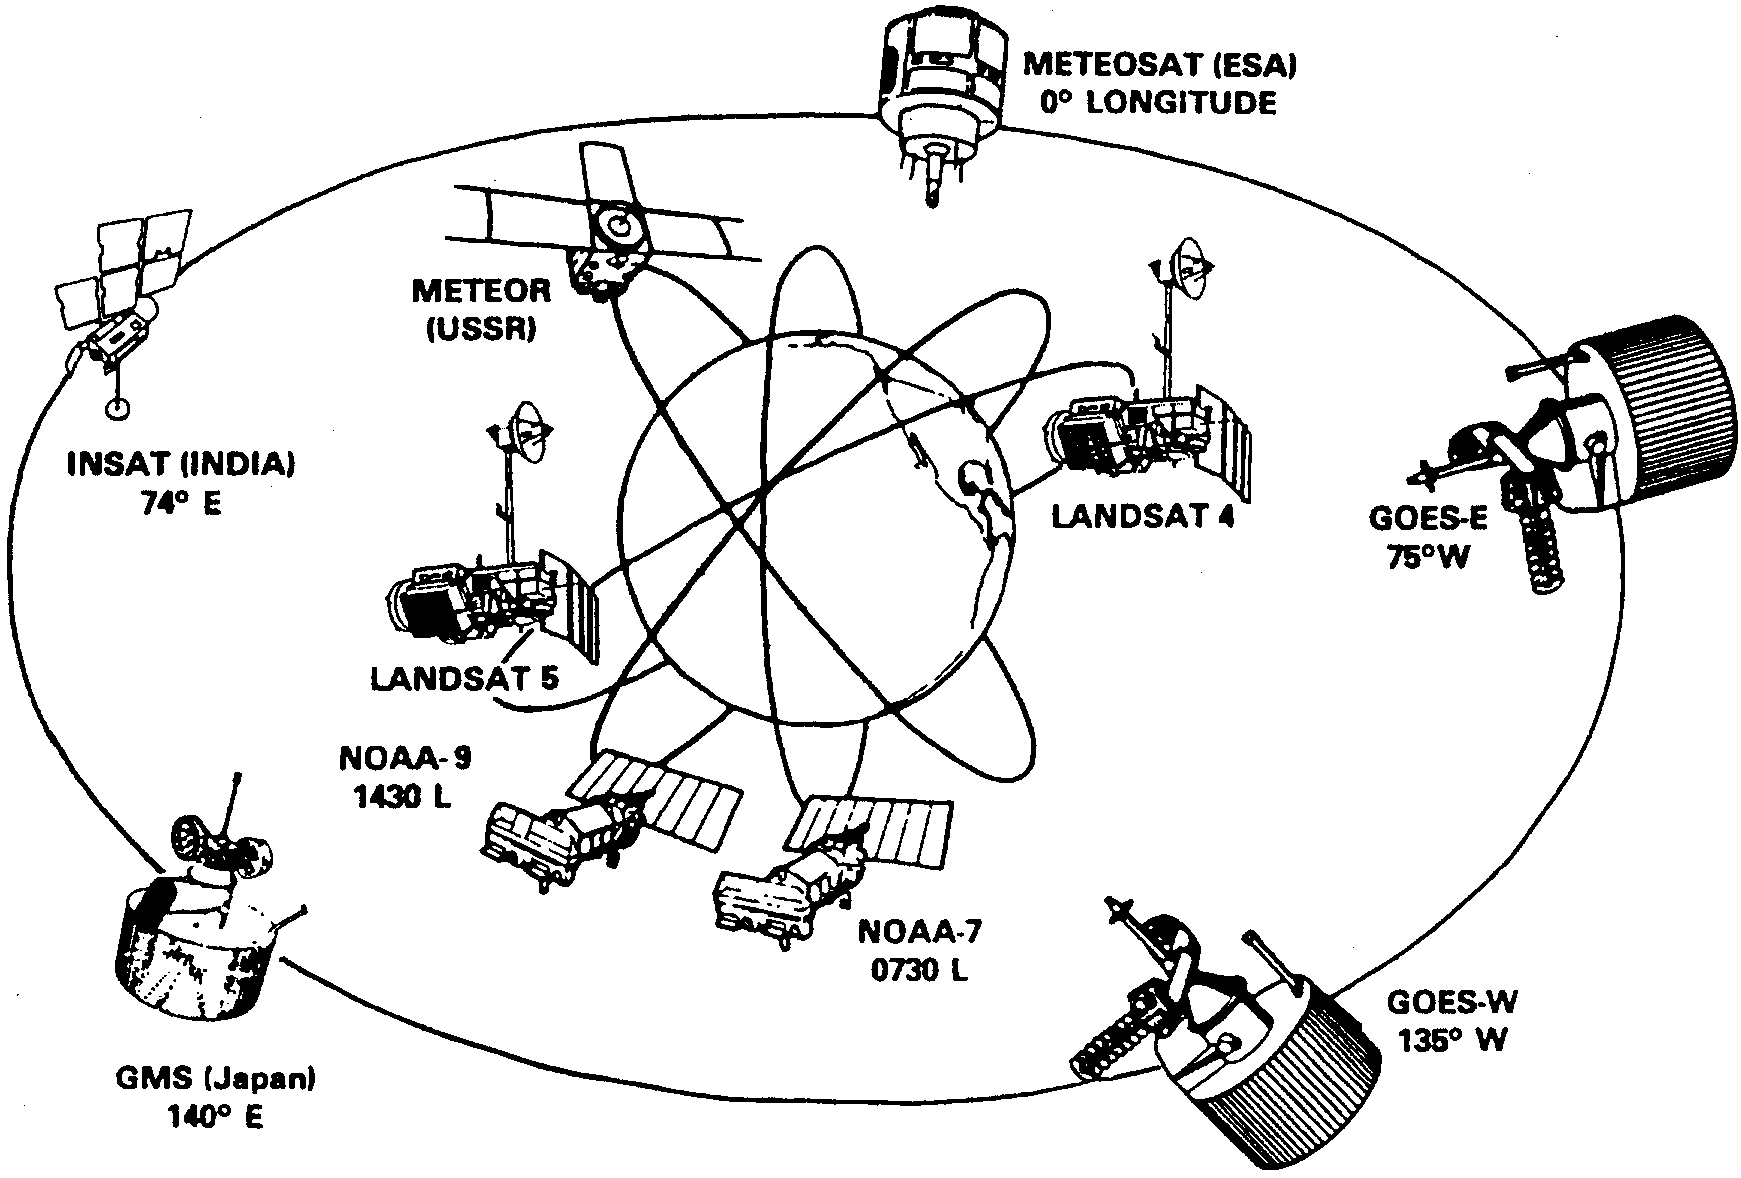 METEOSAT (ESA)
0° LONGITUDE
METEOR
(USSR)
INSAT (INDIA)
74° E
LANDSAT 4
GOES-E
75°W
LANDSAT 5
NOAA-9
1430 L
NOAA-7
0730 L
GOES-W
135° W
GMS (Japan)
140° E